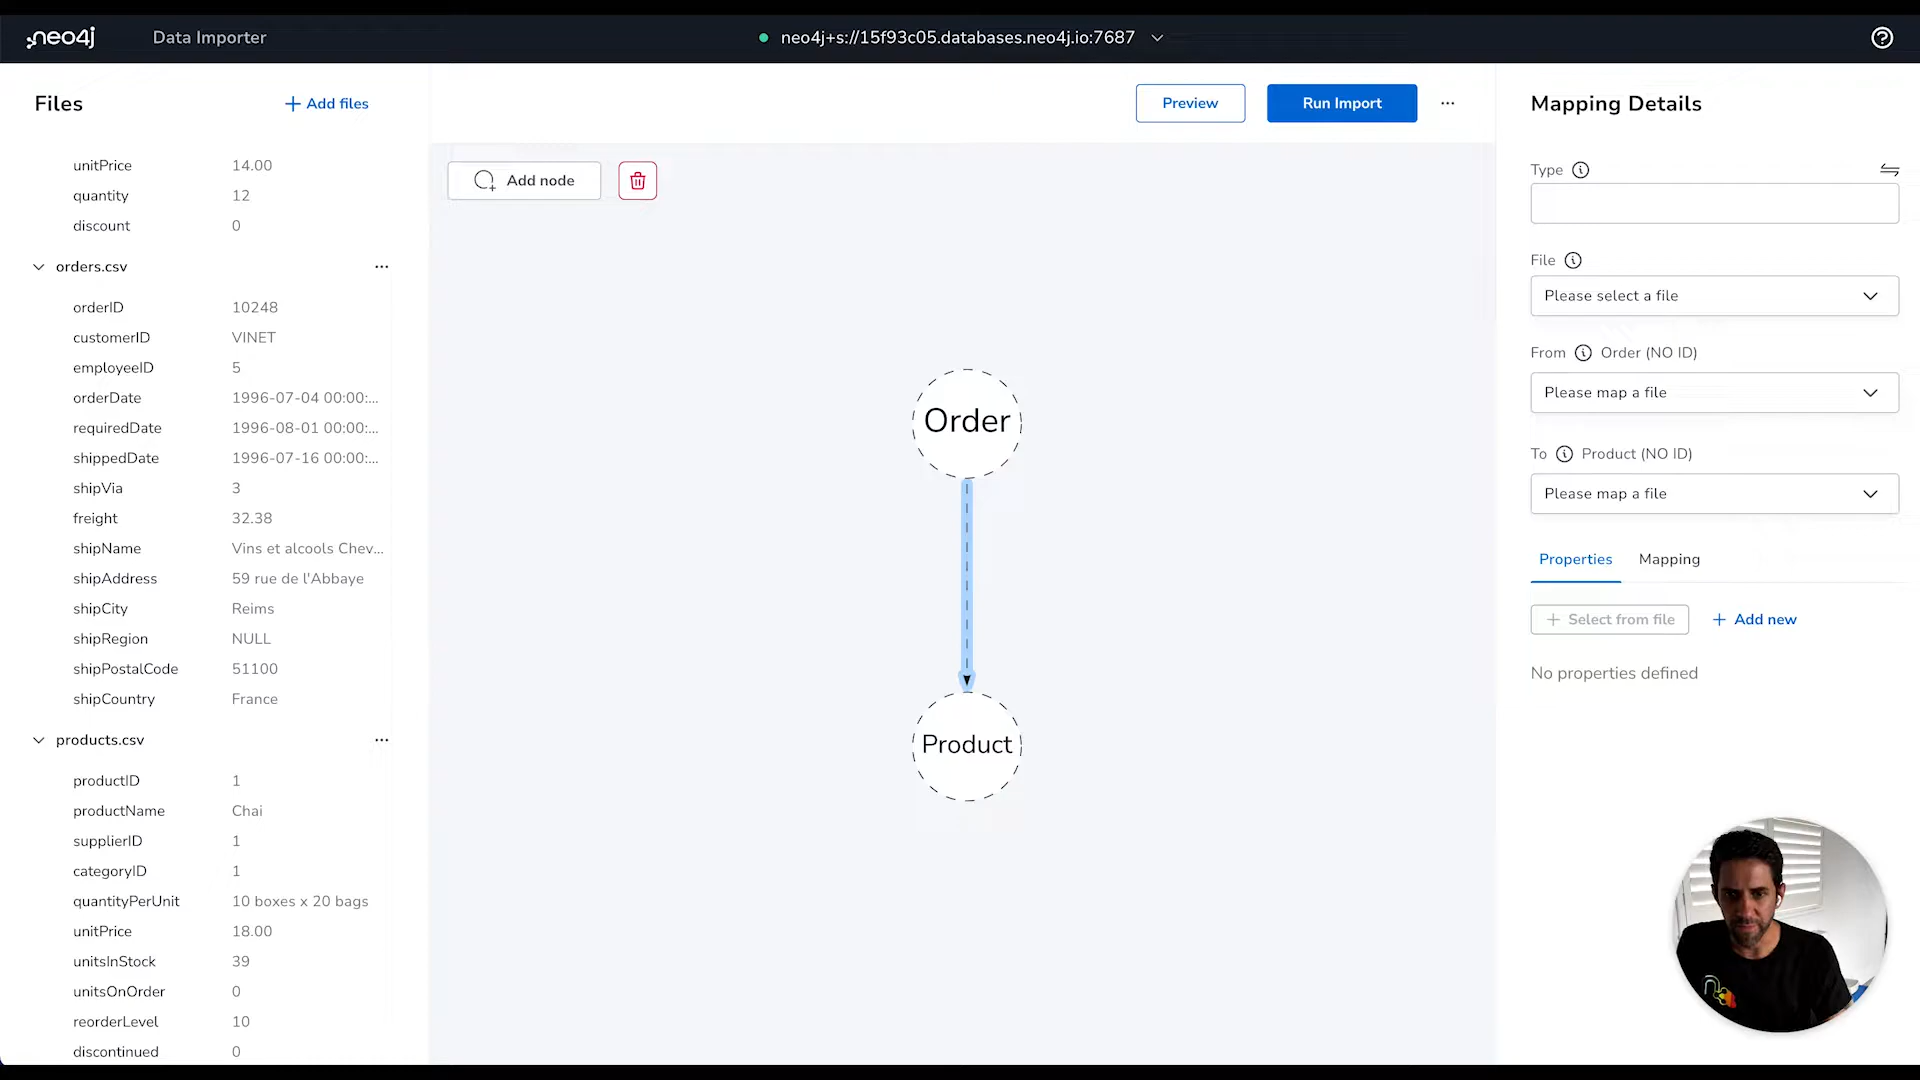 neo4j
Data Importer
neo4j+s://15f93c05.databases.neo4j.io:7687
Files
Add files
unitPrice 14.00
quantity 12
discount 0
orders.csv
orderID 10248
customerID VINET
employeeID 5
orderDate 1996-07-04 00:00:...
requiredDate 1996-08-01 00:00:...
shippedDate 1996-07-16 00:00:...
shipVia 3
freight 32.38
shipName Vins et alcools Chev...
shipAddress 59 rue de l'Abbaye
shipCity Reims
shipRegion NULL
shipPostalCode 51100
shipCountry France
products.csv
productID 1
productName Chai
supplierID 1
categoryID 1
quantityPerUnit 10 boxes x 20 bags
unitPrice 18.00
unitsInStock 39
unitsOnOrder 0
reorderLevel 10
discontinued 0
Preview
Run Import
Add node
Order
Product
Mapping Details
Type
File
Please select a file
From Order (NO ID)
Please map a file
To Product (NO ID)
Please map a file
Properties Mapping
Select from file Add new
No properties defined